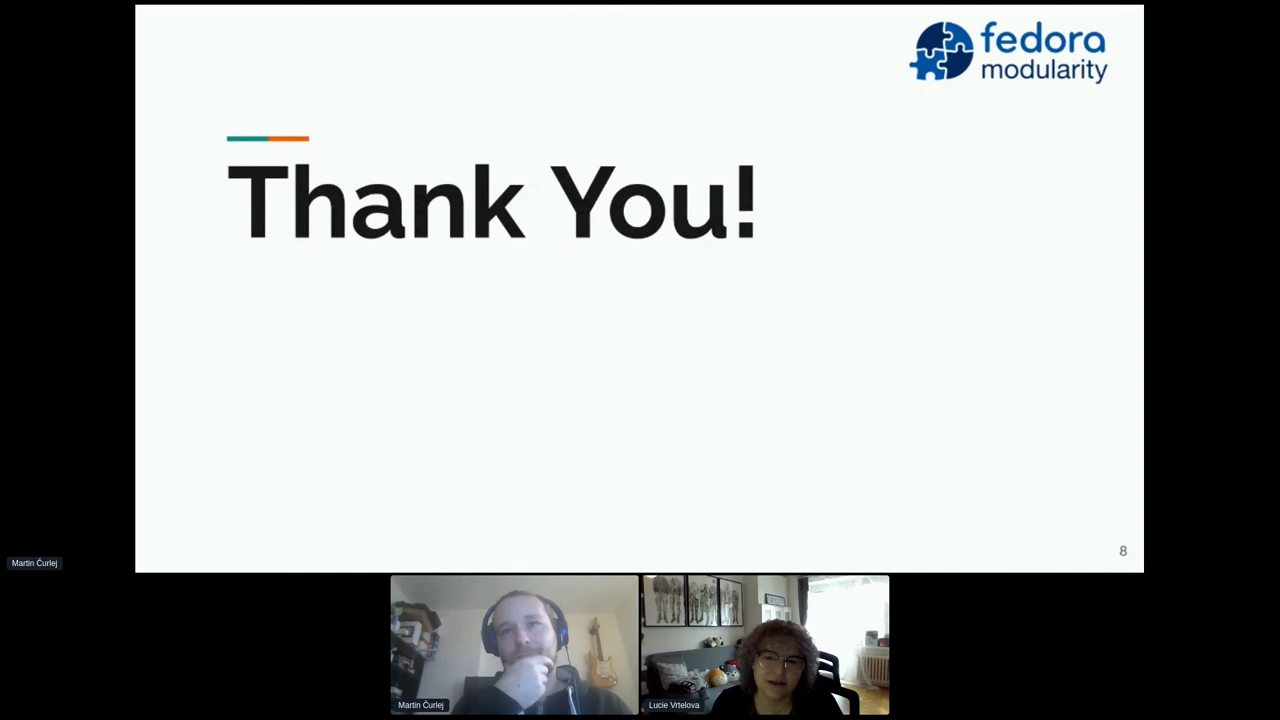 fedora
modularity
Thank You!
8
Martin Čurlej
Martin Čurlej
Lucie Vrtelova